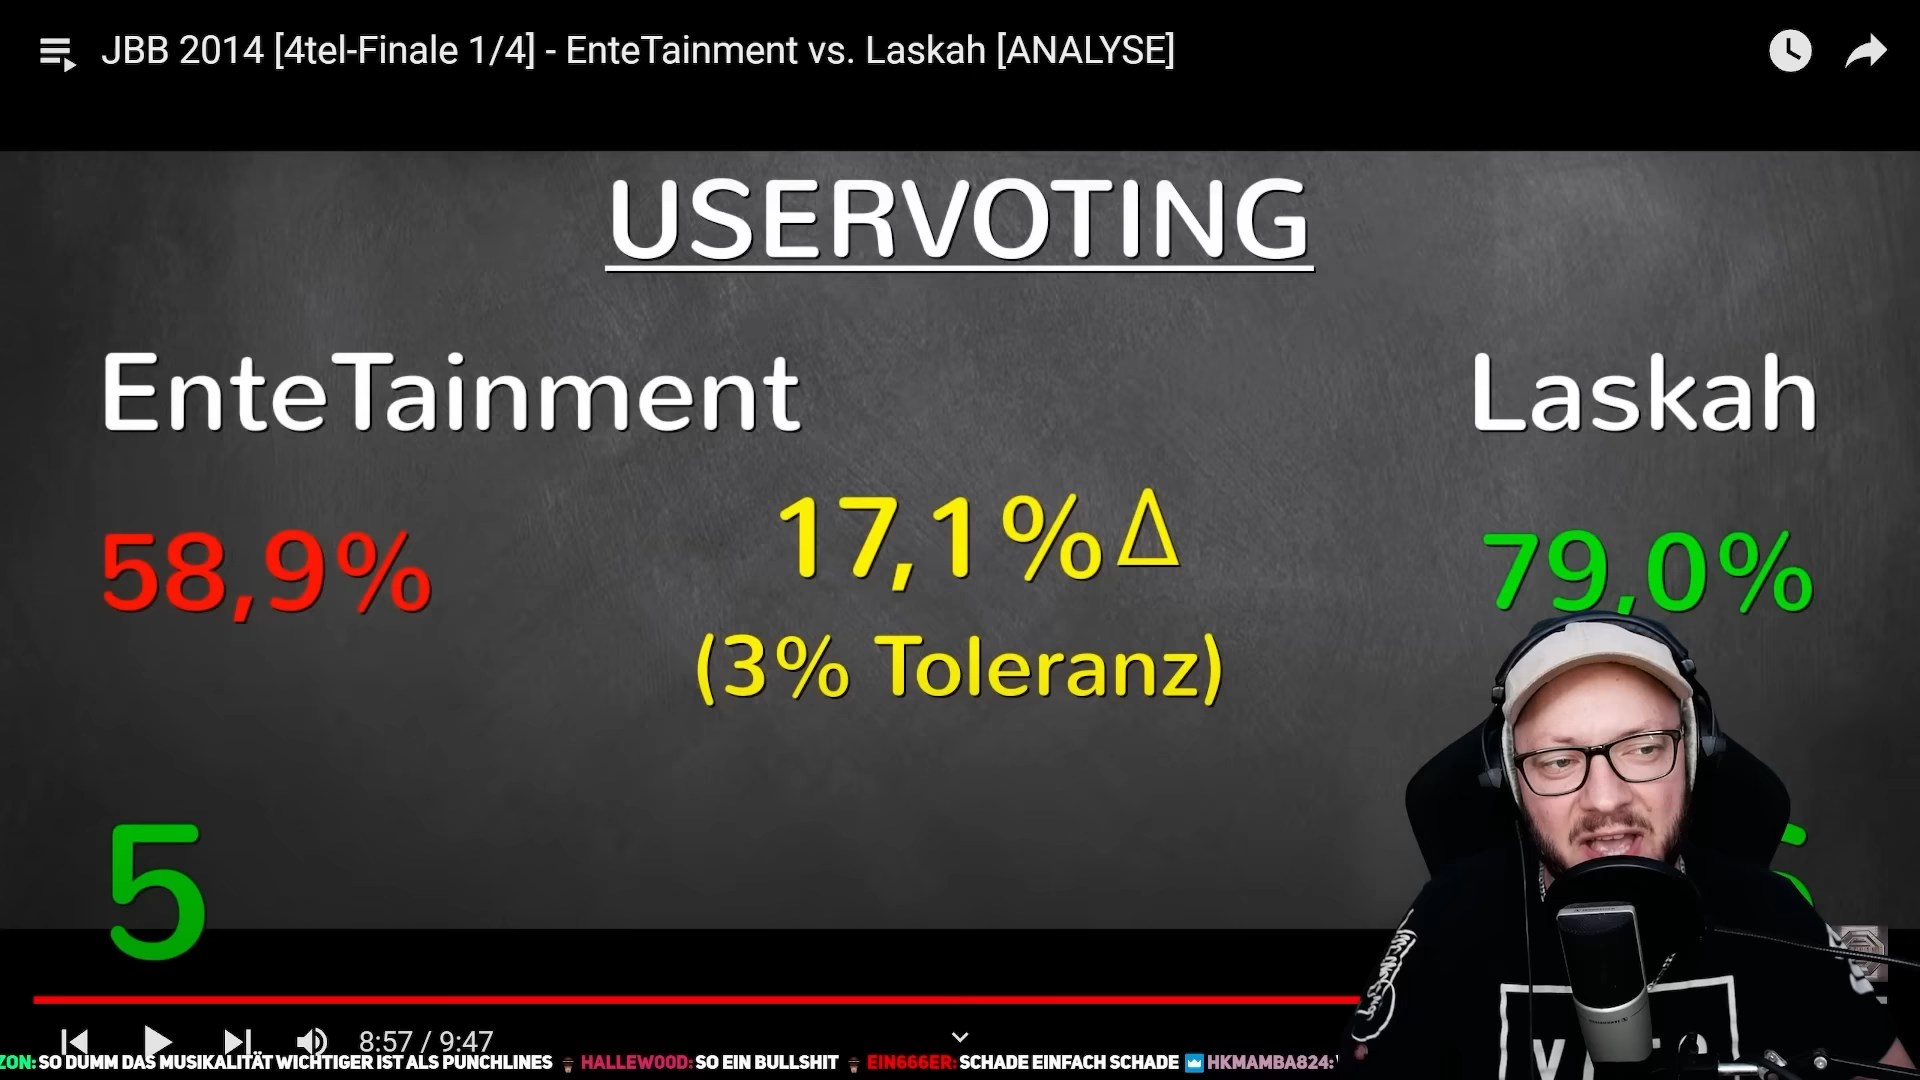 JBB 2014 [4tel-Finale 1/4] - EnteTainment vs. Laskah [ANALYSE]
USERVOTING
EnteTainment
Laskah
58,9%
17,1%Δ
79,0%
(3% Toleranz)
5
8:57 / 9:47
ZON: SO DUMM DAS MUSIKALITÄT WICHTIGER IST ALS PUNCHLINES HALLEWOOD: SO EIN BULLSHIT EIN666ER: SCHADE EINFACH SCHADE HKMAMBA824: